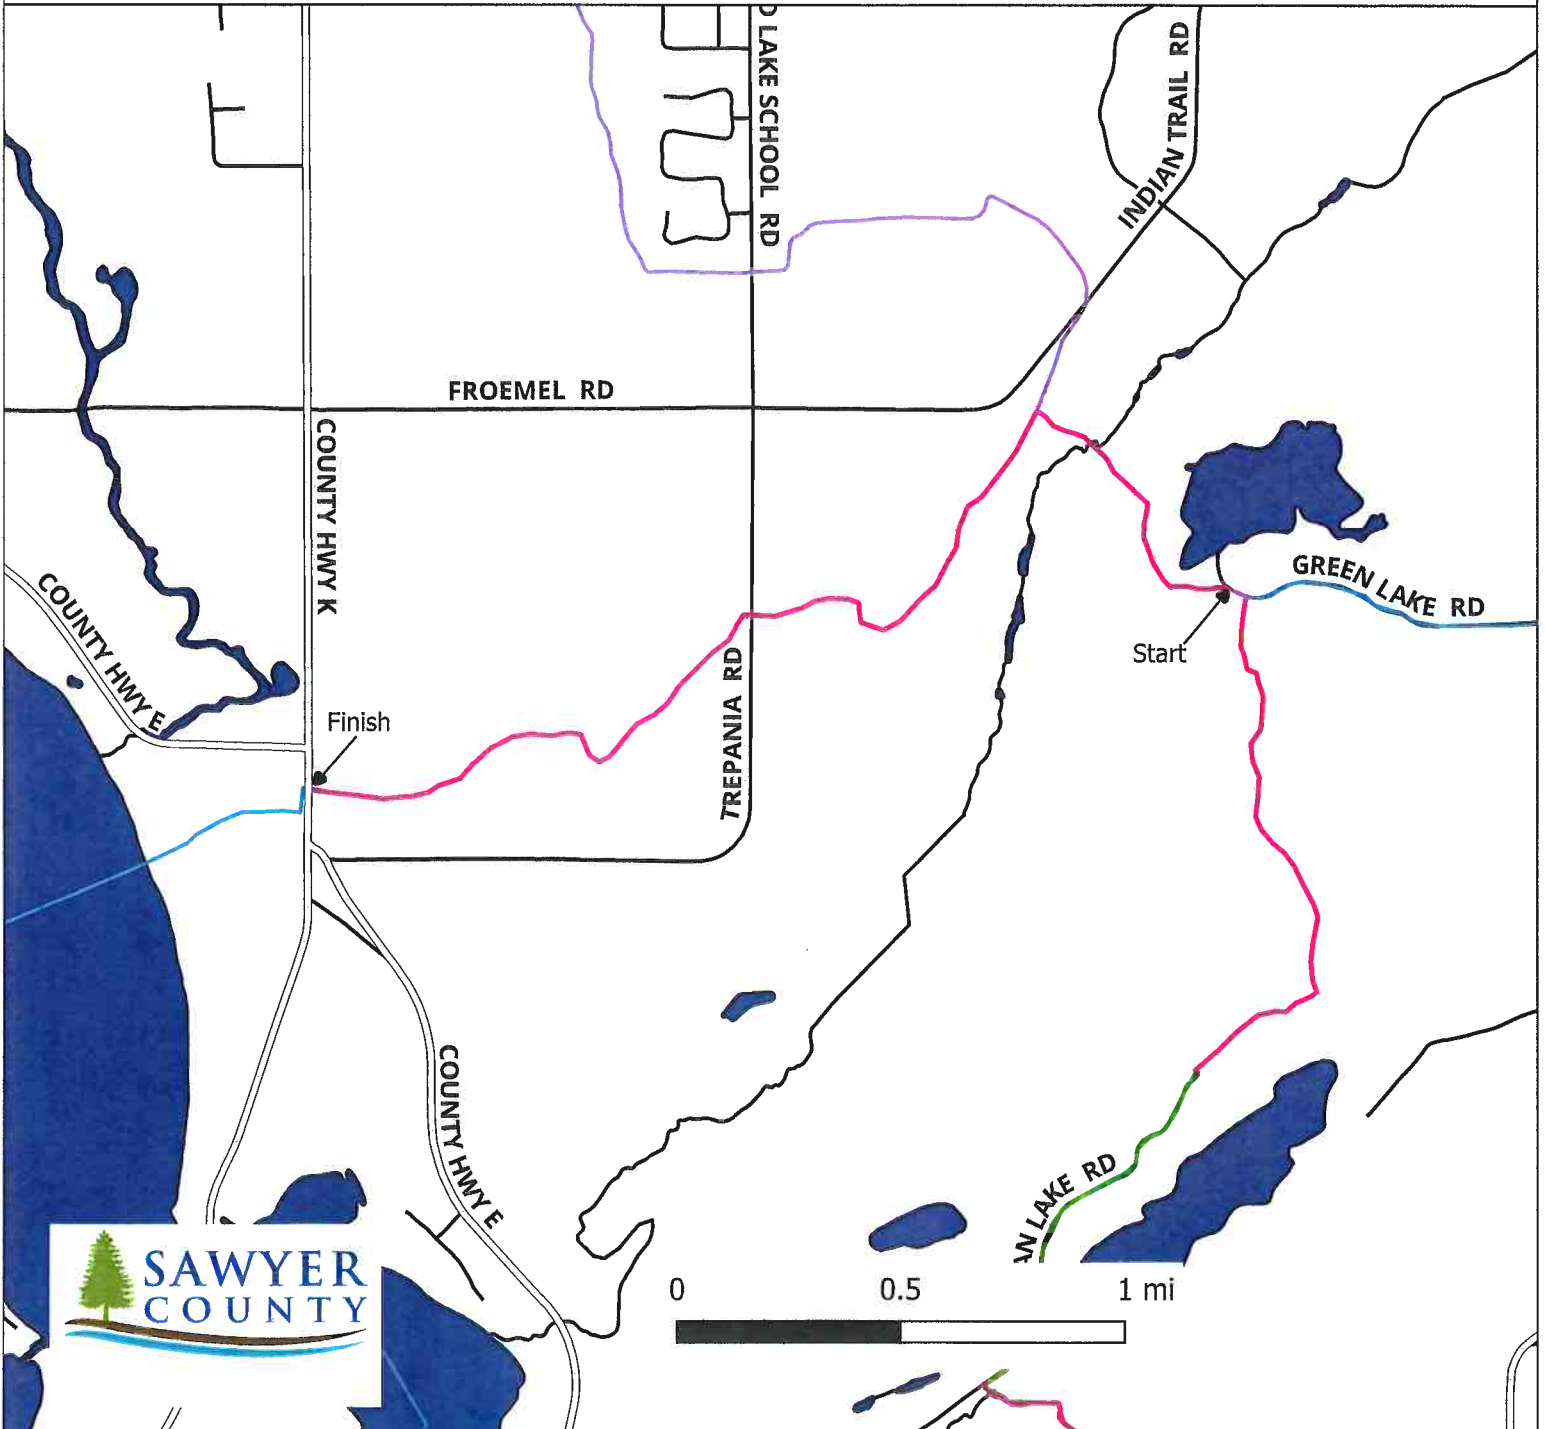 LAKE SCHOOL RD
INDIAN TRAIL RD
FROEMEL RD
COUNTY HWY K
GREEN LAKE RD
COUNTY HWY E
Start
TREPANIA RD
Finish
COUNTY HWY E
LAKE RD
SAWYER
COUNTY
0 0.5 1 mi